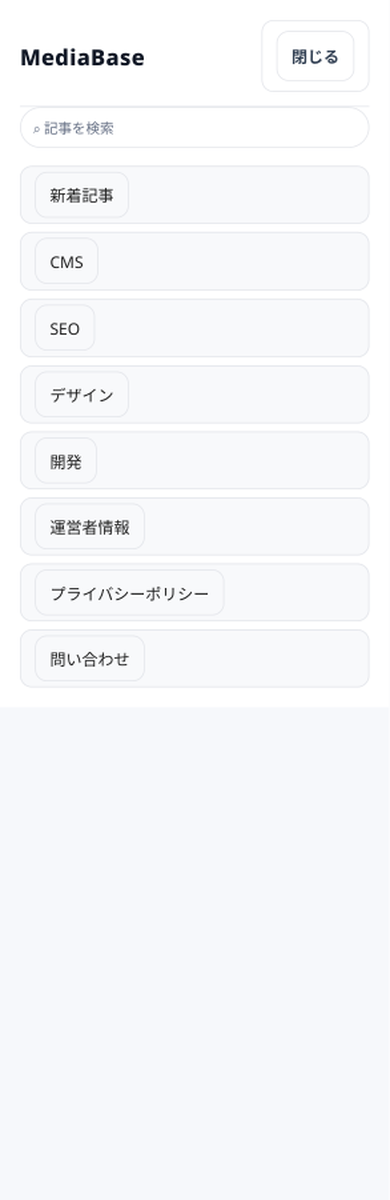 MediaBase
閉じる
⌕ 記事を検索
新着記事
CMS
SEO
デザイン
開発
運営者情報
プライバシーポリシー
問い合わせ